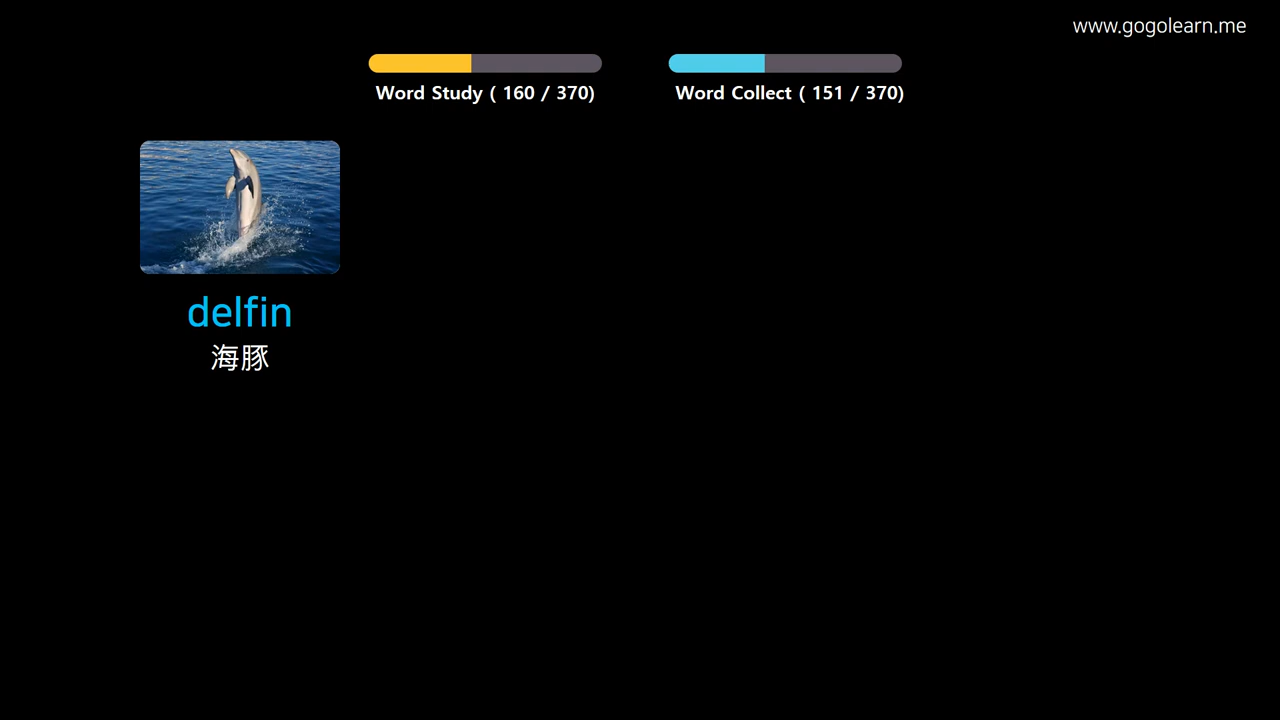 www.gogolearn.me
Word Study ( 160 / 370)
Word Collect ( 151 / 370)
delfin
海豚